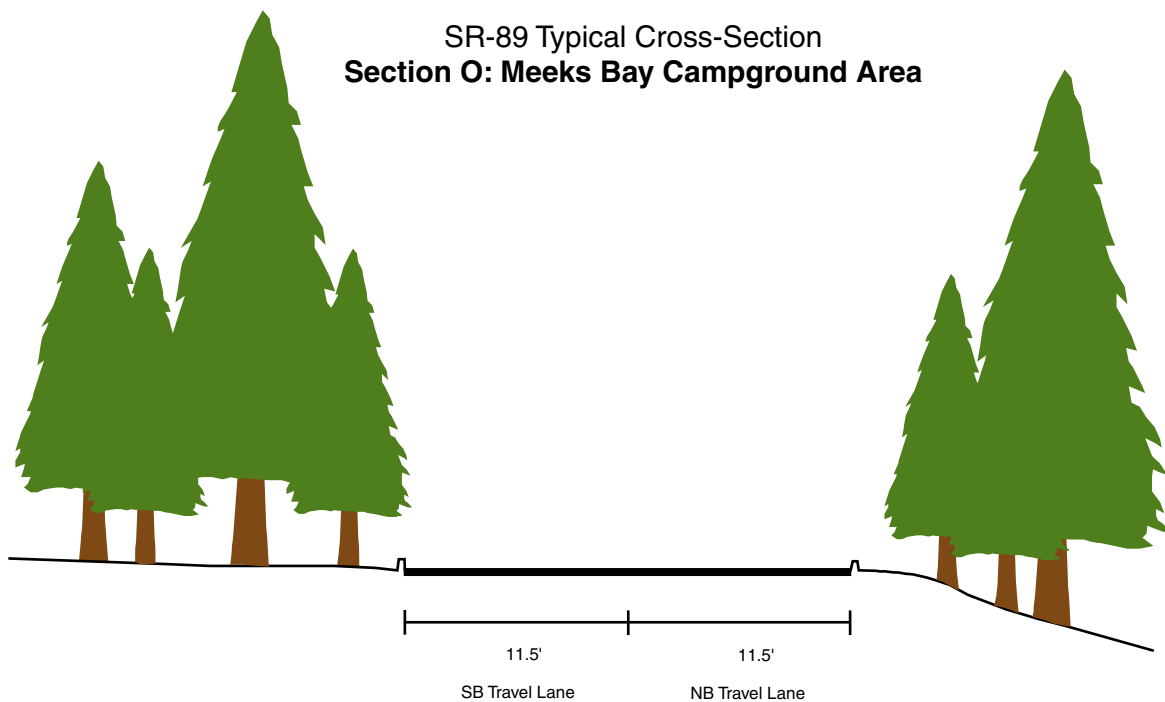 SR-89 Typical Cross-Section
Section O: Meeks Bay Campground Area
11.5' 11.5'
SB Travel Lane NB Travel Lane